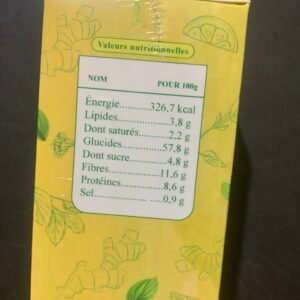 Valeurs nutritionnelles
NOM POUR 100g
Énergie..........326,7 kcal
Lipides..............3,8 g
Dont saturés........2.2 g
Glucides............57,8 g
Dont sucre..........4,8 g
Fibres...............11,6 g
Protéines............8,6 g
Sel.............. .....0,9 g